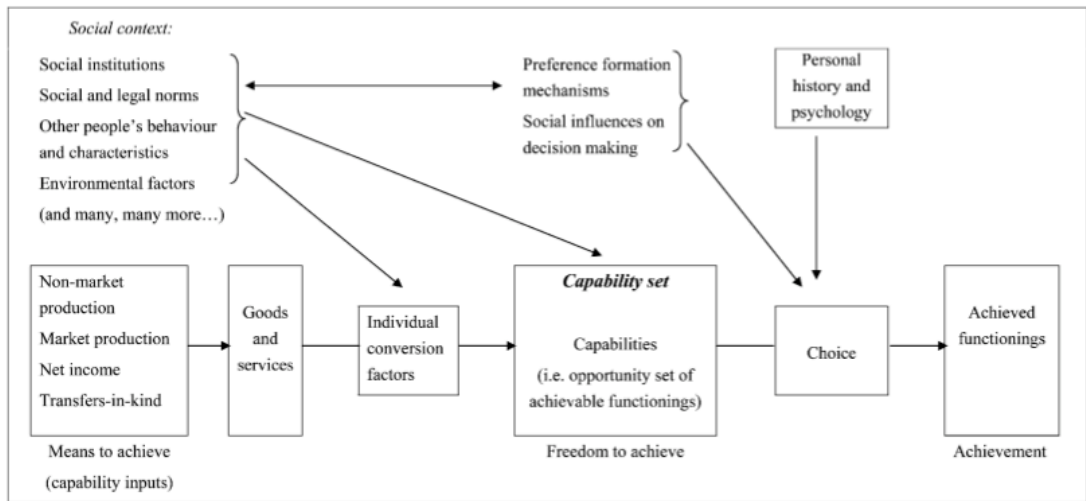 Social context:
Social institutions
Social and legal norms
Other people's behaviour
and characteristics
Environmental factors
(and many, many more…)
Preference formation
mechanisms
Social influences on
decision making
Personal
history and
psychology
Non-market
production
Market production
Net income
Transfers-in-kind
Means to achieve
(capability inputs)
Goods
and
services
Individual
conversion
factors
Capability set
Capabilities
(i.e. opportunity set of
achievable functionings)
Freedom to achieve
Choice
Achieved
functionings
Achievement